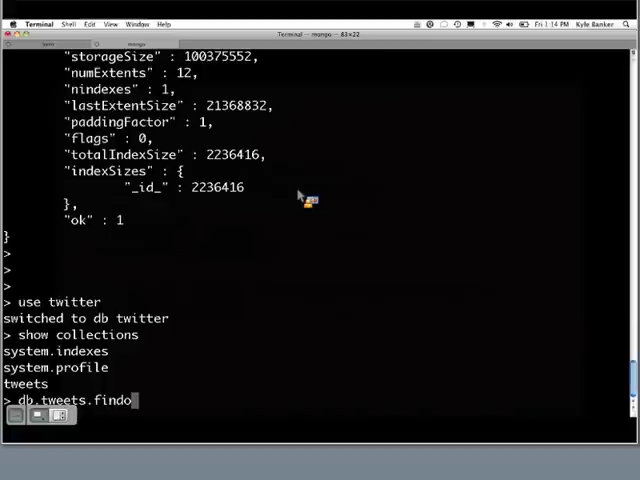 Terminal Shell Edit View Window Help Fri 1:14 PM Kyle Banker
Terminal — mongo — 83×22
mongo
"storageSize" : 100375552,
"numExtents" : 12,
"nindexes" : 1,
"lastExtentSize" : 21368832,
"paddingFactor" : 1,
"flags" : 0,
"totalIndexSize" : 2236416,
"indexSizes" : {
"_id_" : 2236416
},
"ok" : 1
}
>
>
>
> use twitter
switched to db twitter
> show collections
system.indexes
system.profile
tweets
> db.tweets.findo